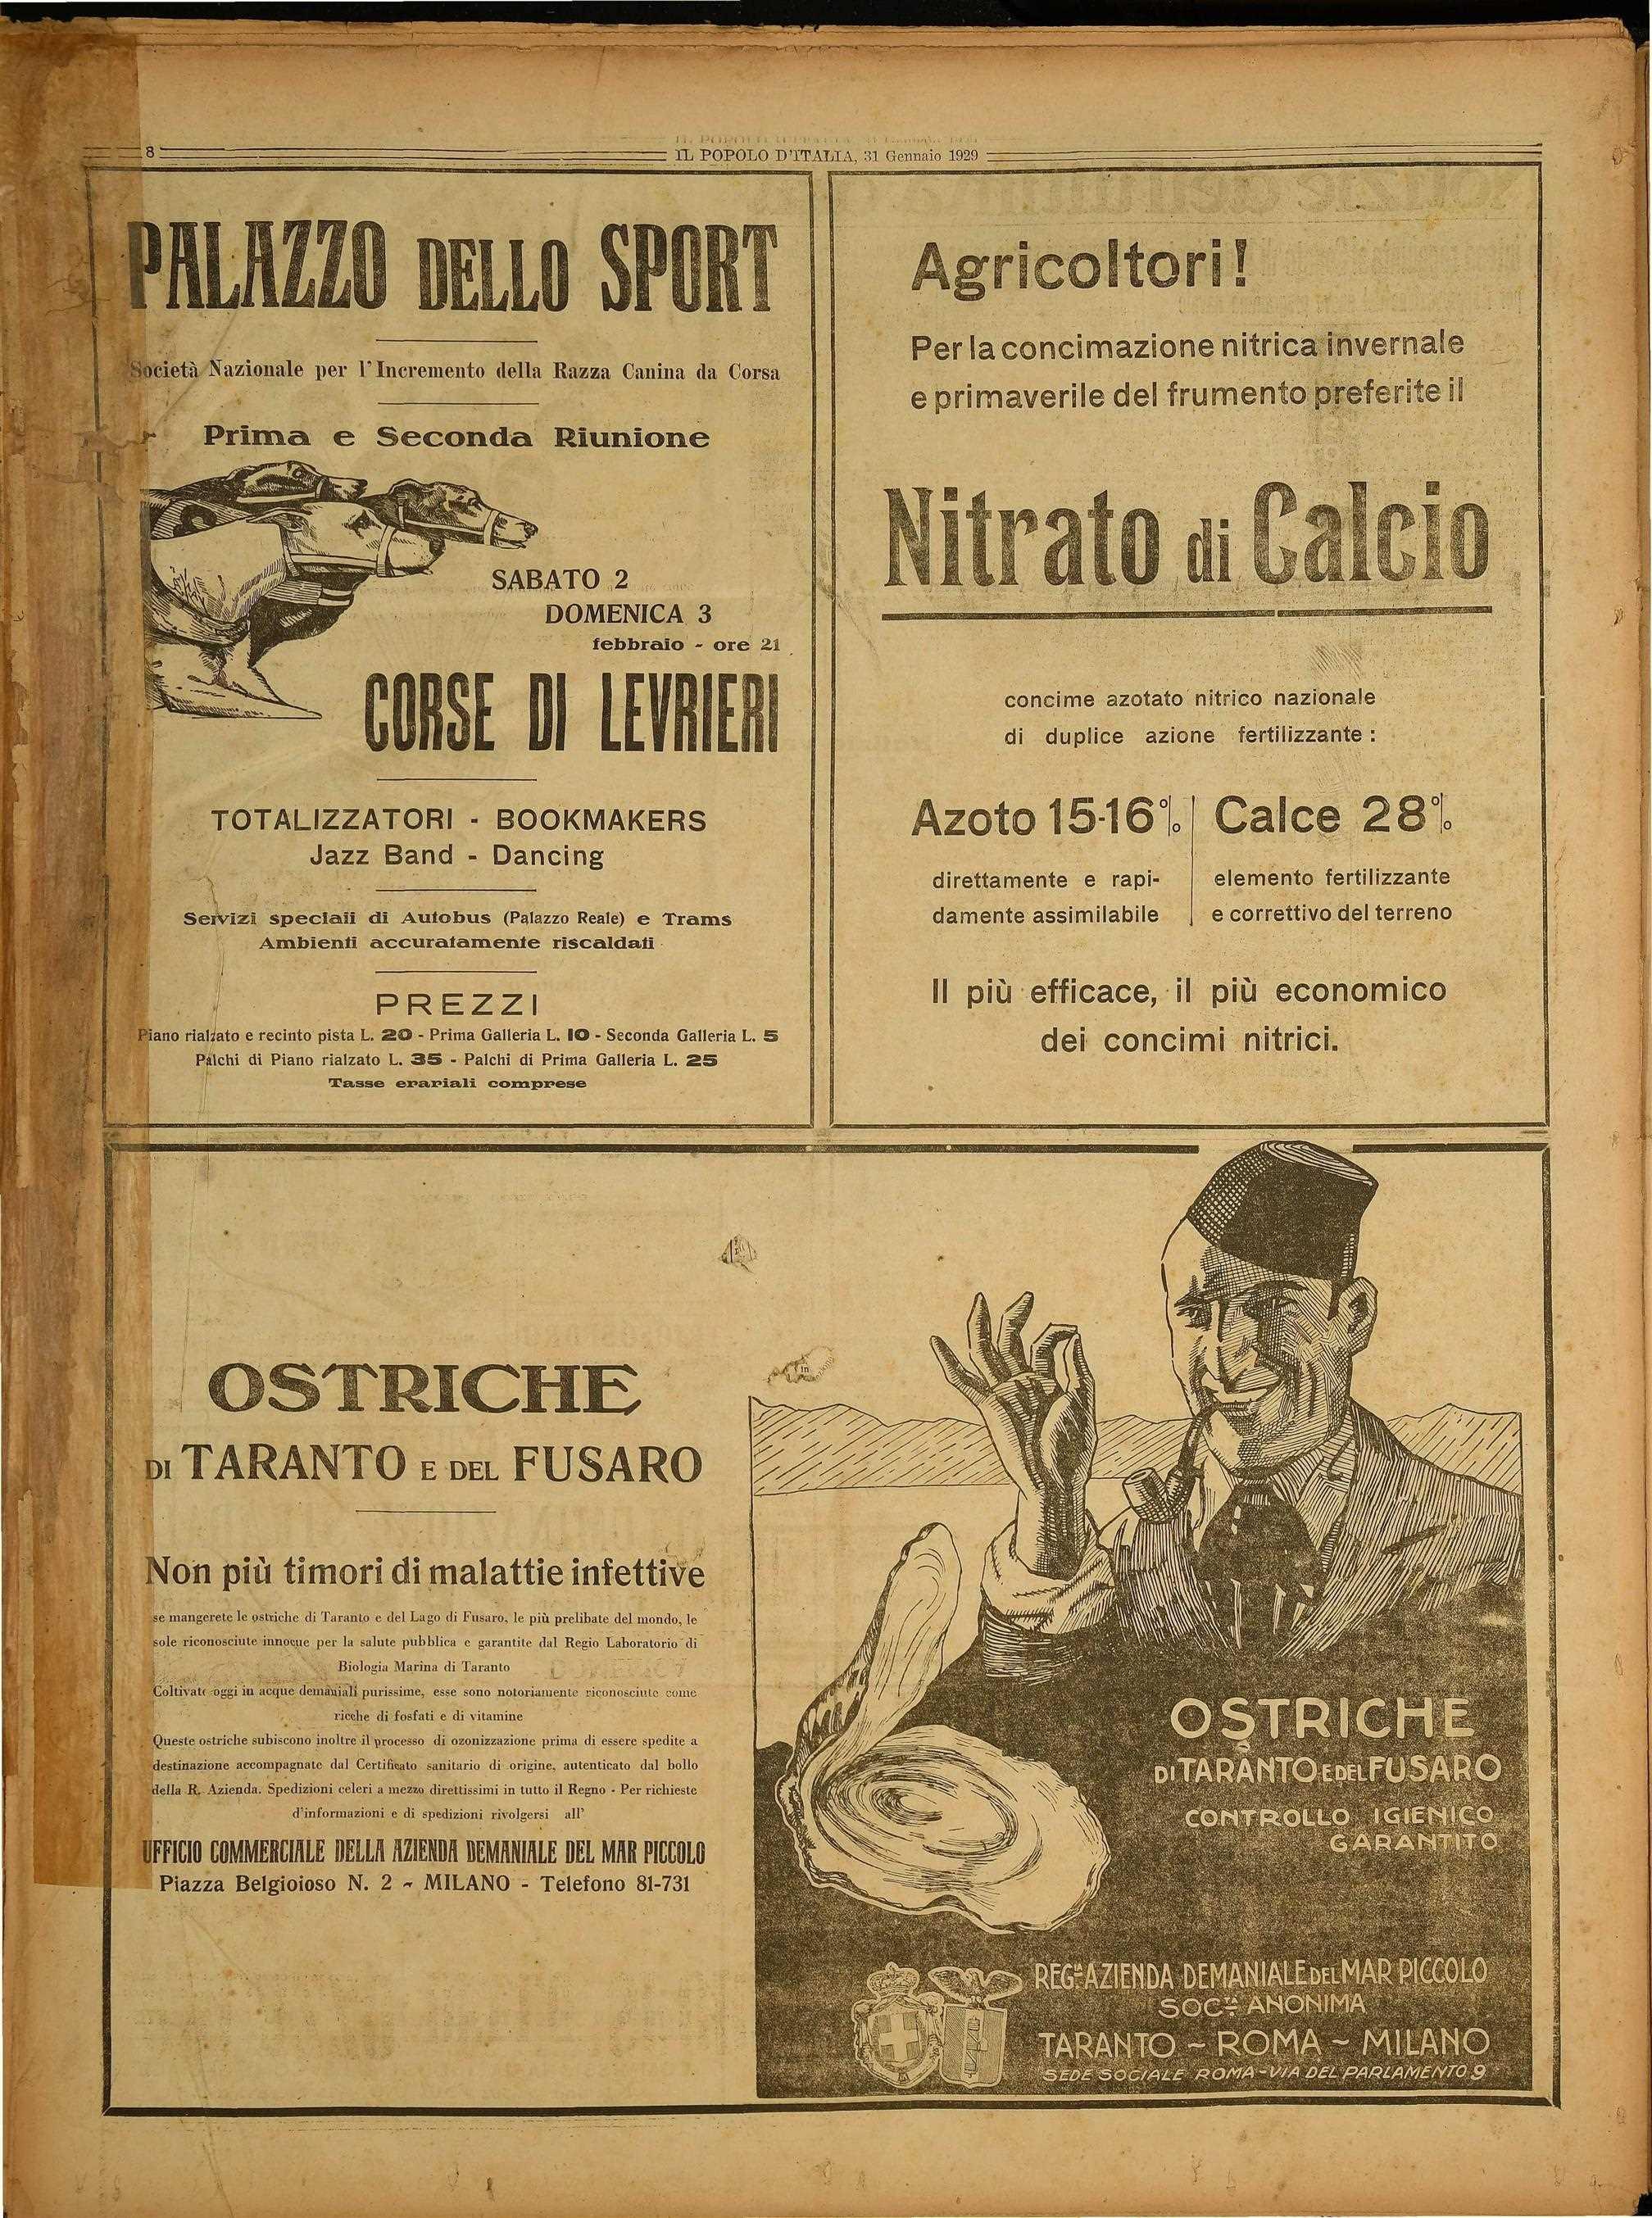 8
IL POPOLO D'ITALIA, 31 Gennaio 1929
PALAZZO DELLO SPORT
Società Nazionale per l'Incremento della Razza Canina da Corsa
Prima e Seconda Riunione
SABATO 2
DOMENICA 3
febbraio - ore 21
CORSE DI LEVRIERI
TOTALIZZATORI - BOOKMAKERS
Jazz Band - Dancing
Servizi speciali di Autobus (Palazzo Reale) e Trams
Ambienti accuratamente riscaldati
PREZZI
Piano rialzato e recinto pista L. 20 - Prima Galleria L. 10 - Seconda Galleria L. 5
Palchi di Piano rialzato L. 35 - Palchi di Prima Galleria L. 25
Tasse erariali comprese
Agricoltori!
Per la concimazione nitrica invernale
e primaverile del frumento preferite il
Nitrato di Calcio
concime azotato nitrico nazionale
di duplice azione fertilizzante:
Azoto 15-16%
direttamente e rapi-
damente assimilabile
Calce 28%
elemento fertilizzante
e correttivo del terreno
Il più efficace, il più economico
dei concimi nitrici.
OSTRICHE
DI TARANTO E DEL FUSARO
Non più timori di malattie infettive
se mangerete le ostriche di Taranto e del Lago di Fusaro, le più prelibate del mondo, le
sole riconosciute innocue per la salute pubblica e garantite dal Regio Laboratorio di
Biologia Marina di Taranto
Coltivate oggi in acque demaniali purissime, esse sono notoriamente riconosciute come
ricche di fosfati e di vitamine
Queste ostriche subiscono inoltre il processo di ozonizzazione prima di essere spedite a
destinazione accompagnate dal Certificato sanitario di origine, autenticato dal bollo
della R. Azienda. Spedizioni celeri a mezzo direttissimi in tutto il Regno - Per richieste
d'informazioni e di spedizioni rivolgersi all'
UFFICIO COMMERCIALE DELLA AZIENDA DEMANIALE DEL MAR PICCOLO
Piazza Belgioioso N. 2 - MILANO - Telefono 81-731
OSTRICHE
DI TARANTO E DEL FUSARO
CONTROLLO IGIENICO
GARANTITO
REG.A AZIENDA DEMANIALE DEL MAR PICCOLO
SOC.TA ANONIMA
TARANTO - ROMA - MILANO
SEDE SOCIALE ROMA - VIA DEL PARLAMENTO 9